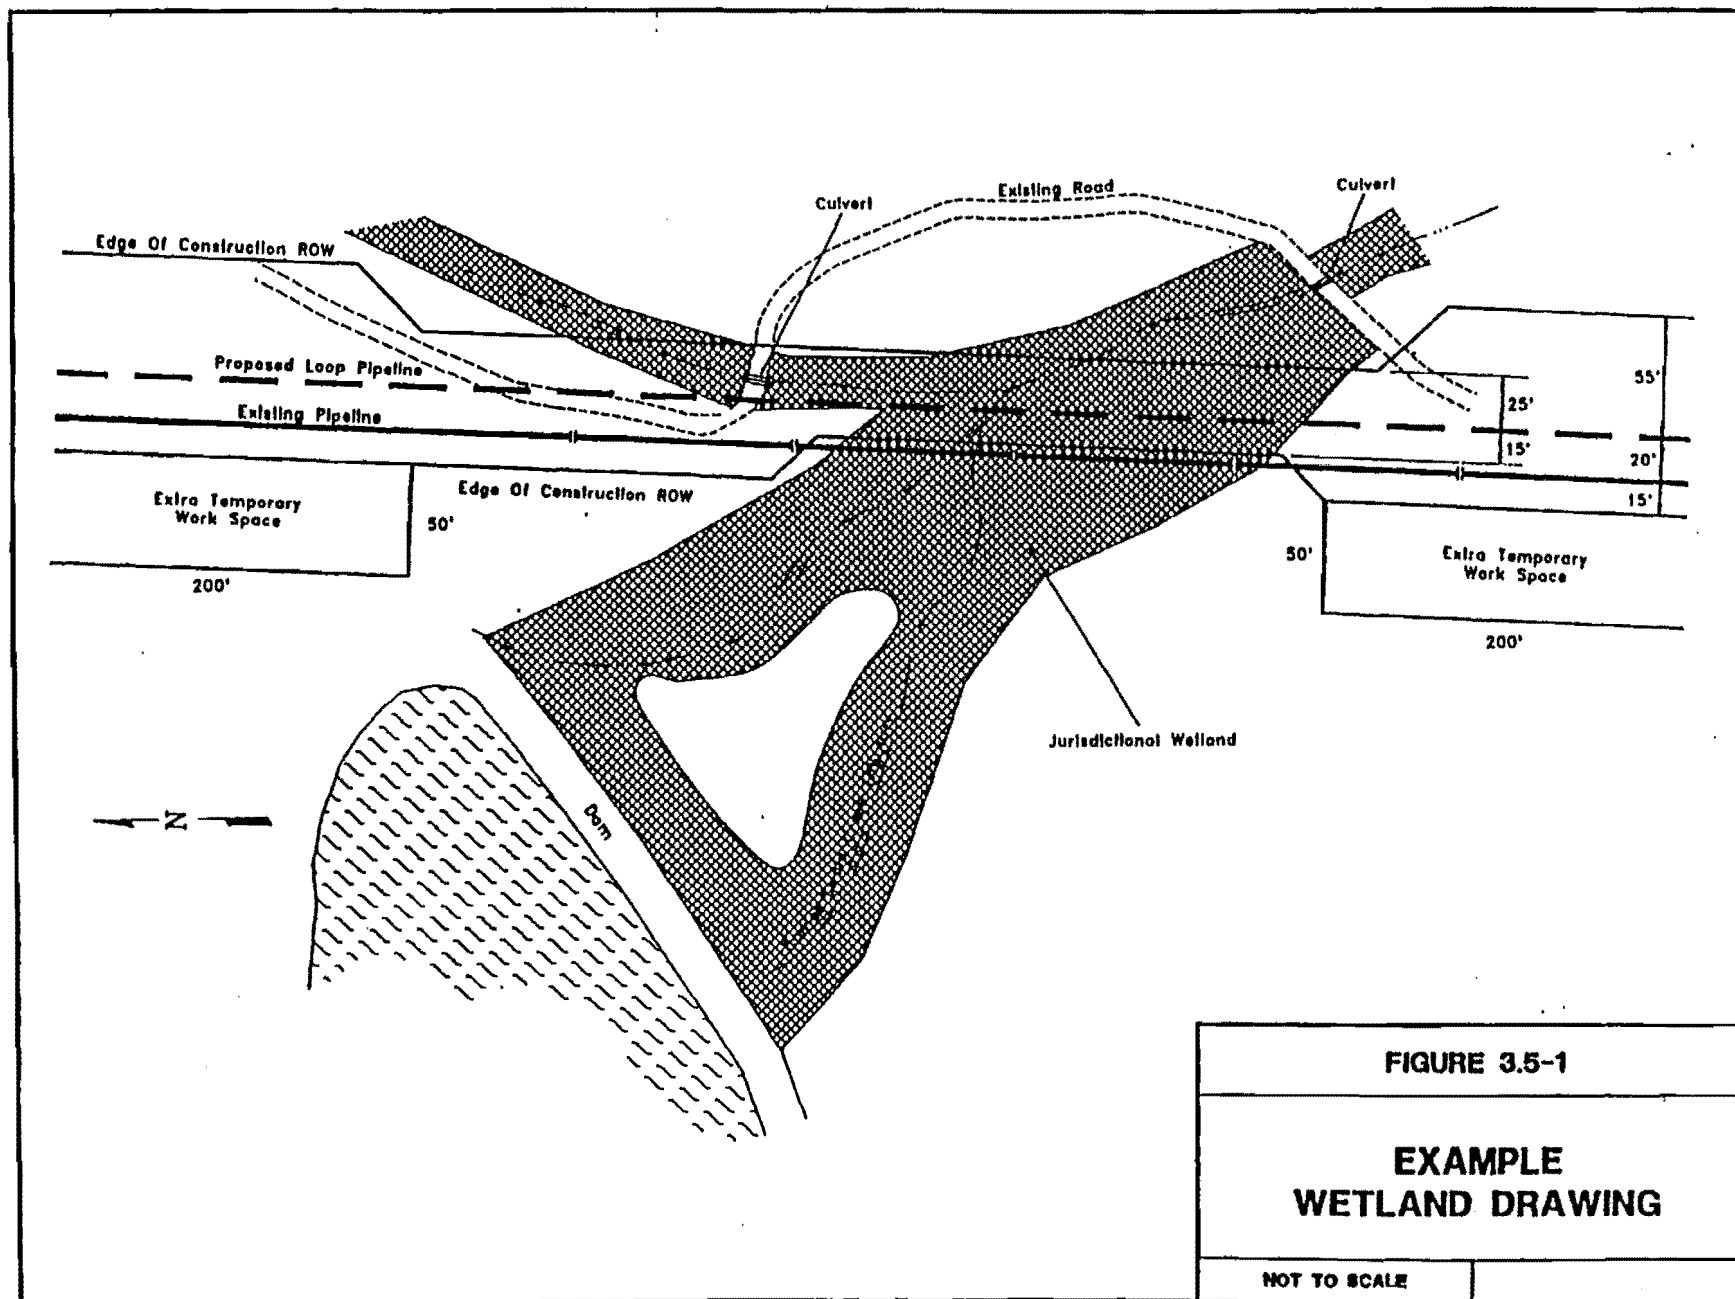 Culvert
Existing Road
Culvert
Edge Of Construction ROW
Proposed Loop Pipeline
Existing Pipeline
55'
25'
15'
20'
15'
Edge Of Construction ROW
Extra Temporary
Work Space
50'
200'
50'
Extra Temporary
Work Space
200'
Jurisdictional Wetland
Dam
N
FIGURE 3.5-1
EXAMPLE
WETLAND DRAWING
NOT TO SCALE